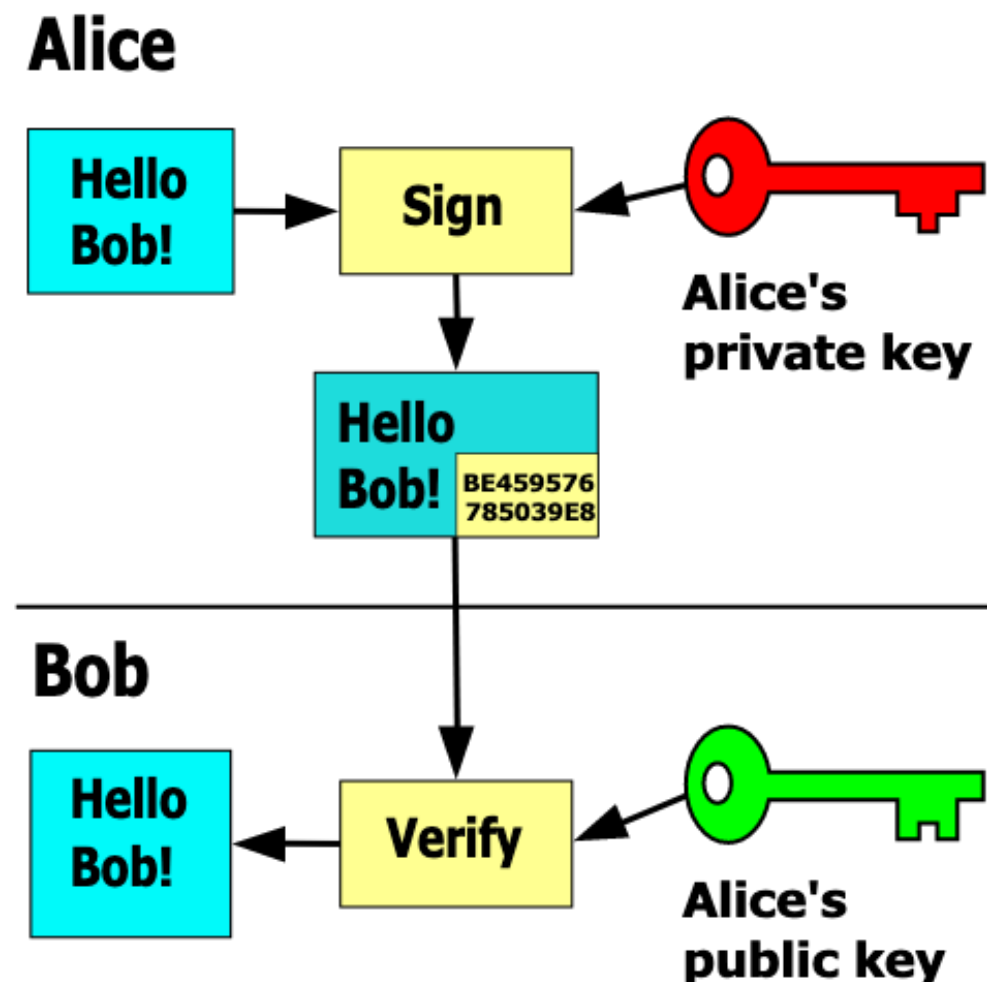 Alice
Hello
Bob!
Sign
Alice's
private key
Hello
Bob!
BE459576
785039E8
Bob
Hello
Bob!
Verify
Alice's
public key